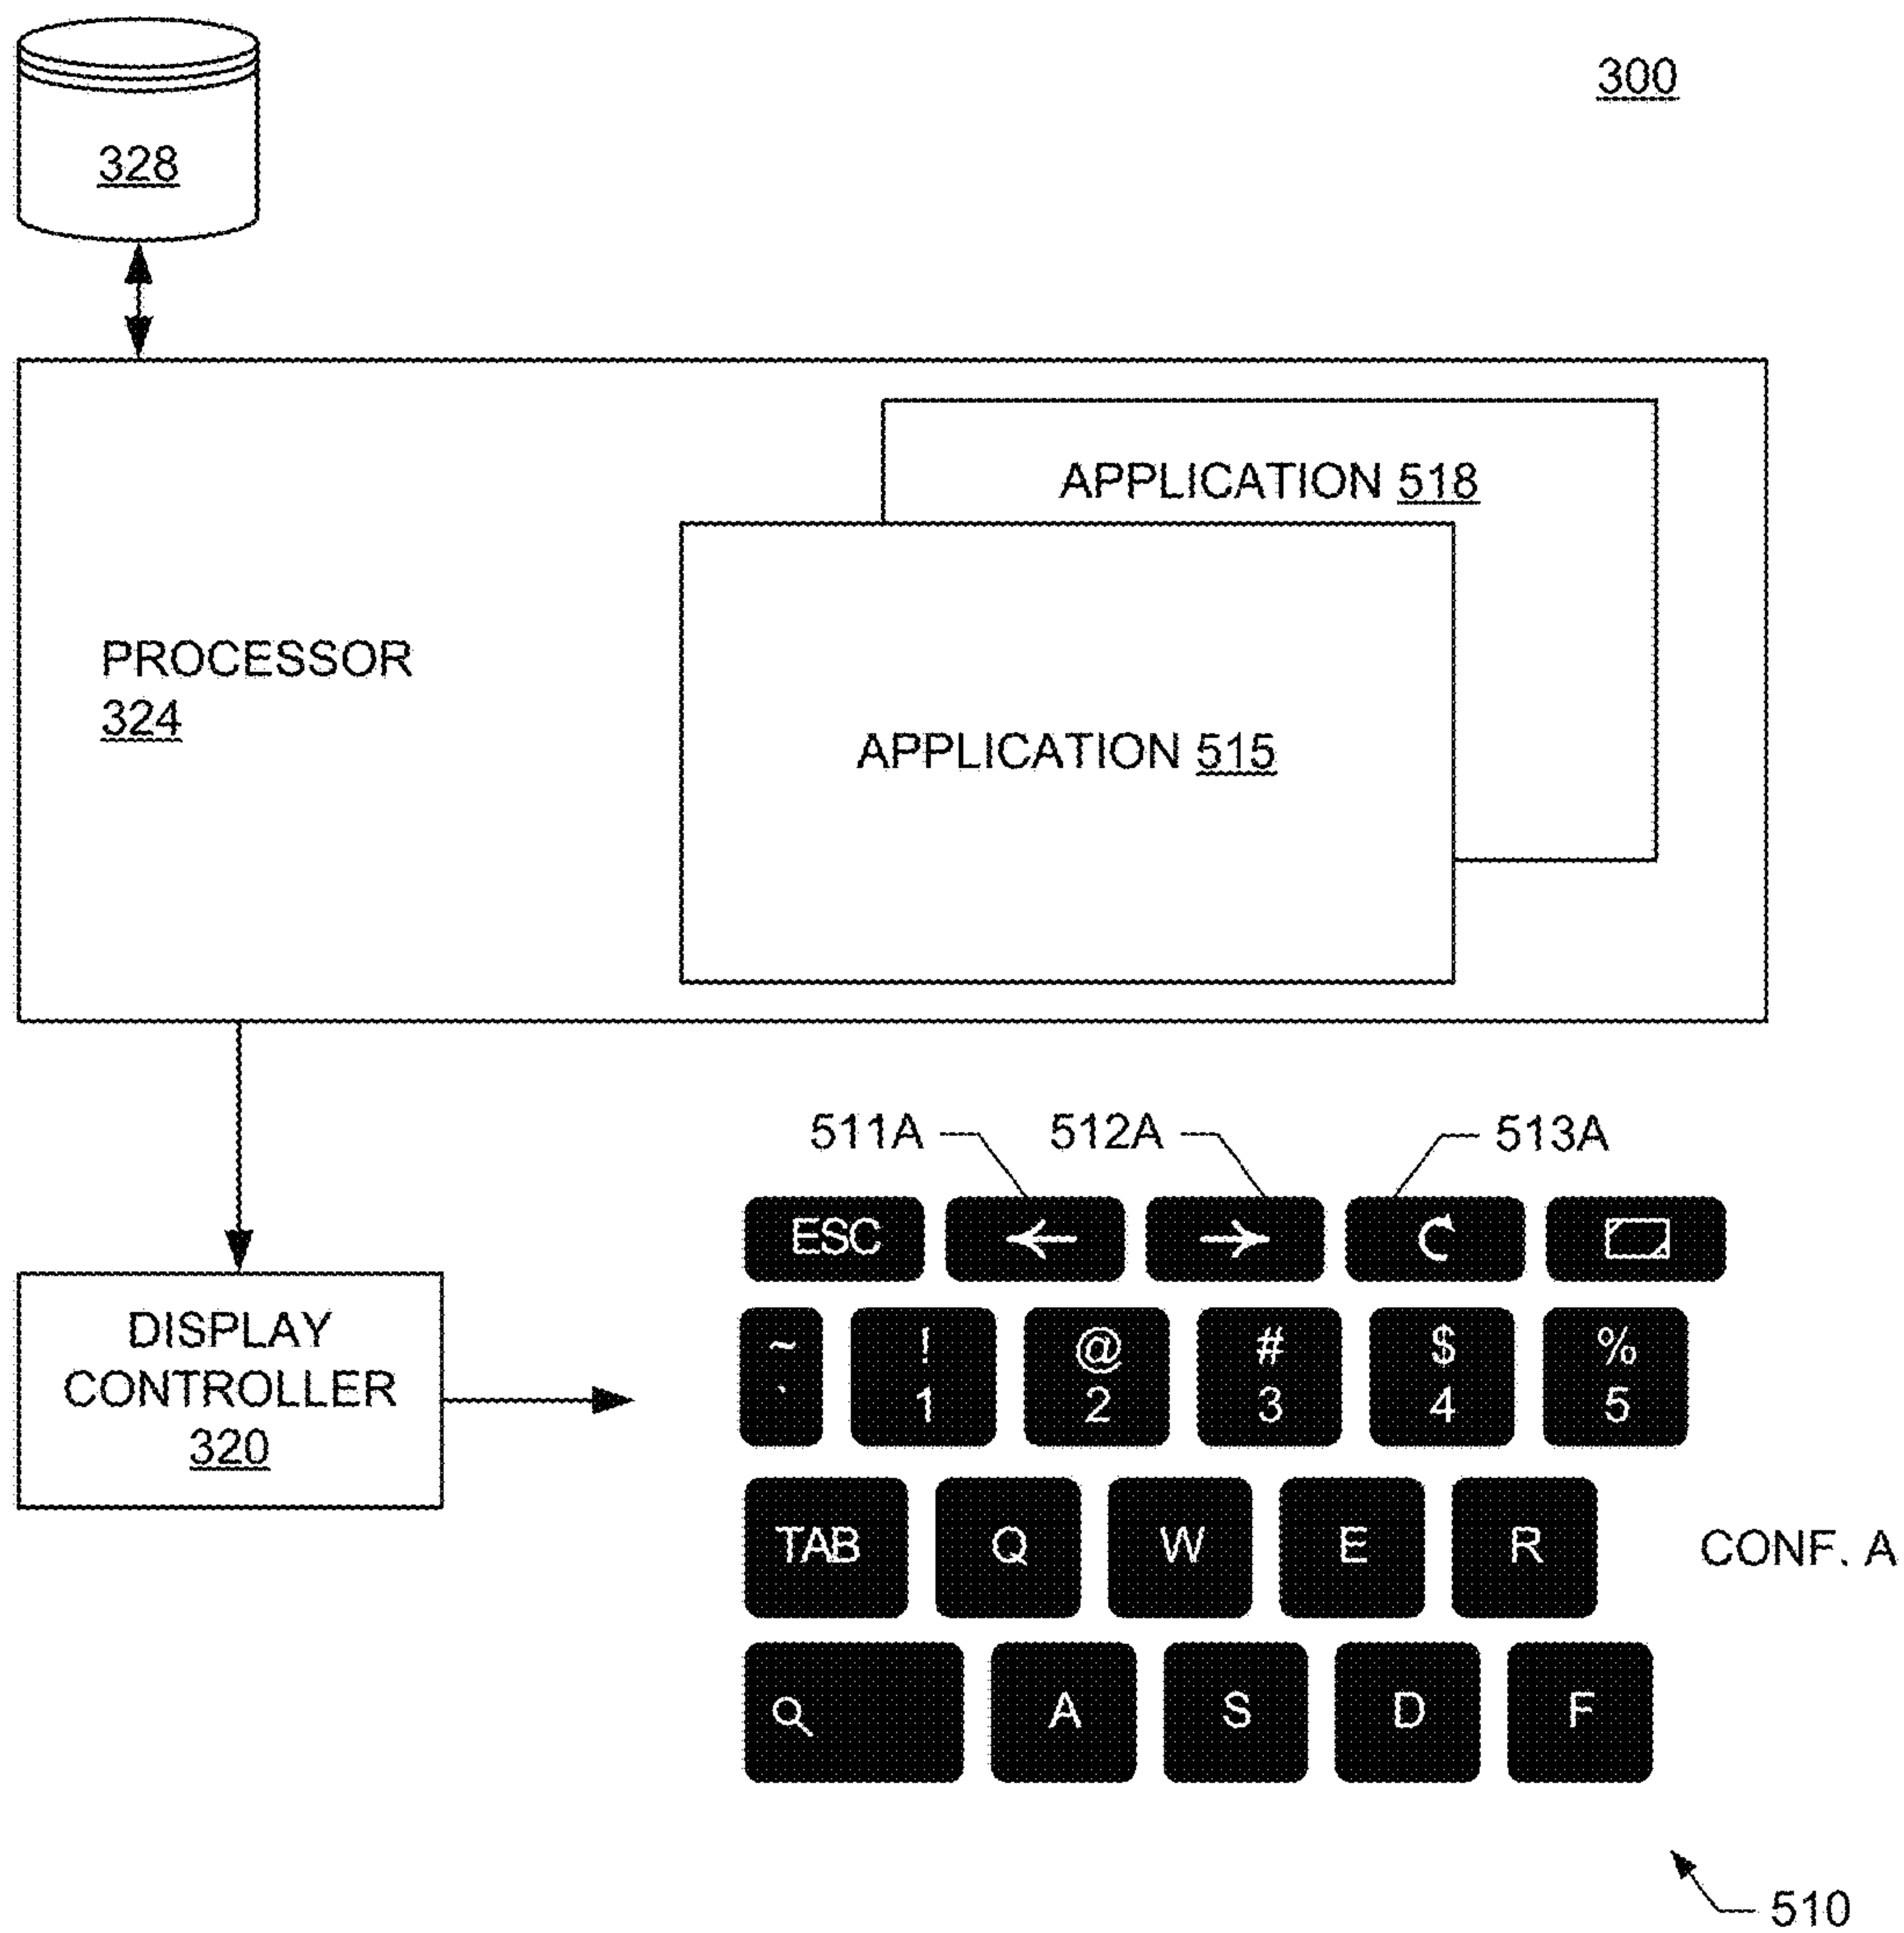 300
328
APPLICATION 518
PROCESSOR
324
APPLICATION 515
511A
512A
513A
ESC
~
`
!
1
@
2
#
3
$
4
%
5
DISPLAY
CONTROLLER
320
TAB
Q
W
E
R
CONF. A
A
S
D
F
510